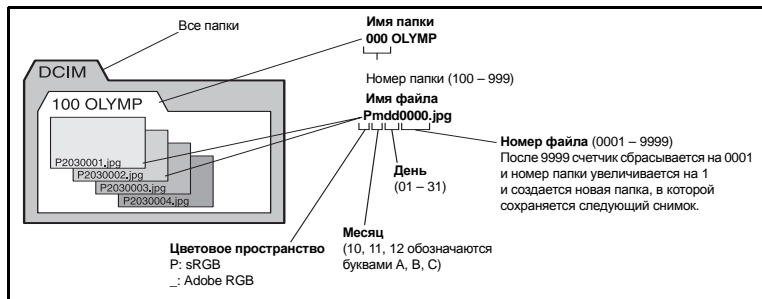 Все папки
Имя папки
000 OLYMP
Номер папки (100 – 999)
DCIM
100 OLYMP
P2030001.jpg
P2030002.jpg
P2030003.jpg
P2030004.jpg
Имя файла
Pmdd0000.jpg
Номер файла (0001 – 9999)
После 9999 счетчик сбрасывается на 0001
и номер папки увеличивается на 1
и создается новая папка, в которой
сохраняется следующий снимок.
День
(01 – 31)
Месяц
(10, 11, 12 обозначаются
буквами A, B, C)
Цветовое пространство
P: sRGB
_: Adobe RGB